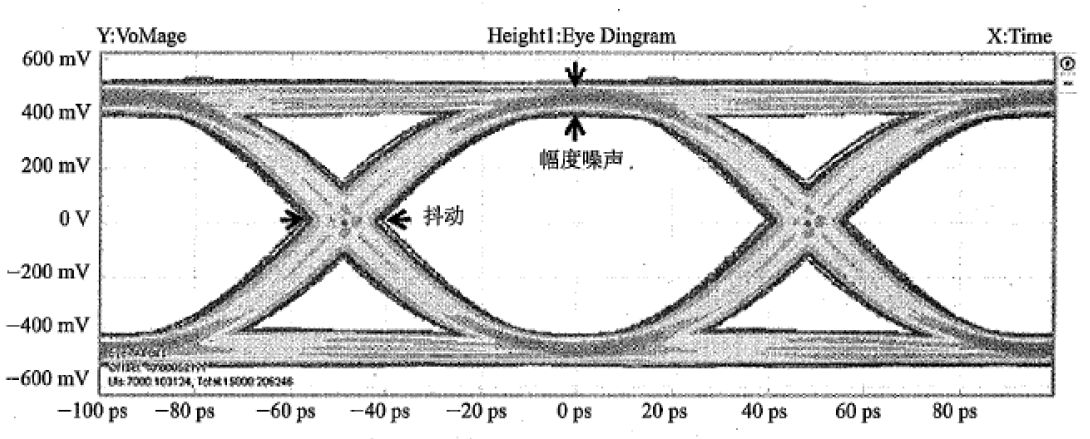 Y:VoMage Height1:Eye Dingram X:Time
600 mV
400 mV
幅度噪声
200 mV
0 V
抖动
−200 mV
−400 mV
−600 mV
−100 ps −80 ps −60 ps −40 ps −20 ps 0 ps 20 ps 40 ps 60 ps 80 ps